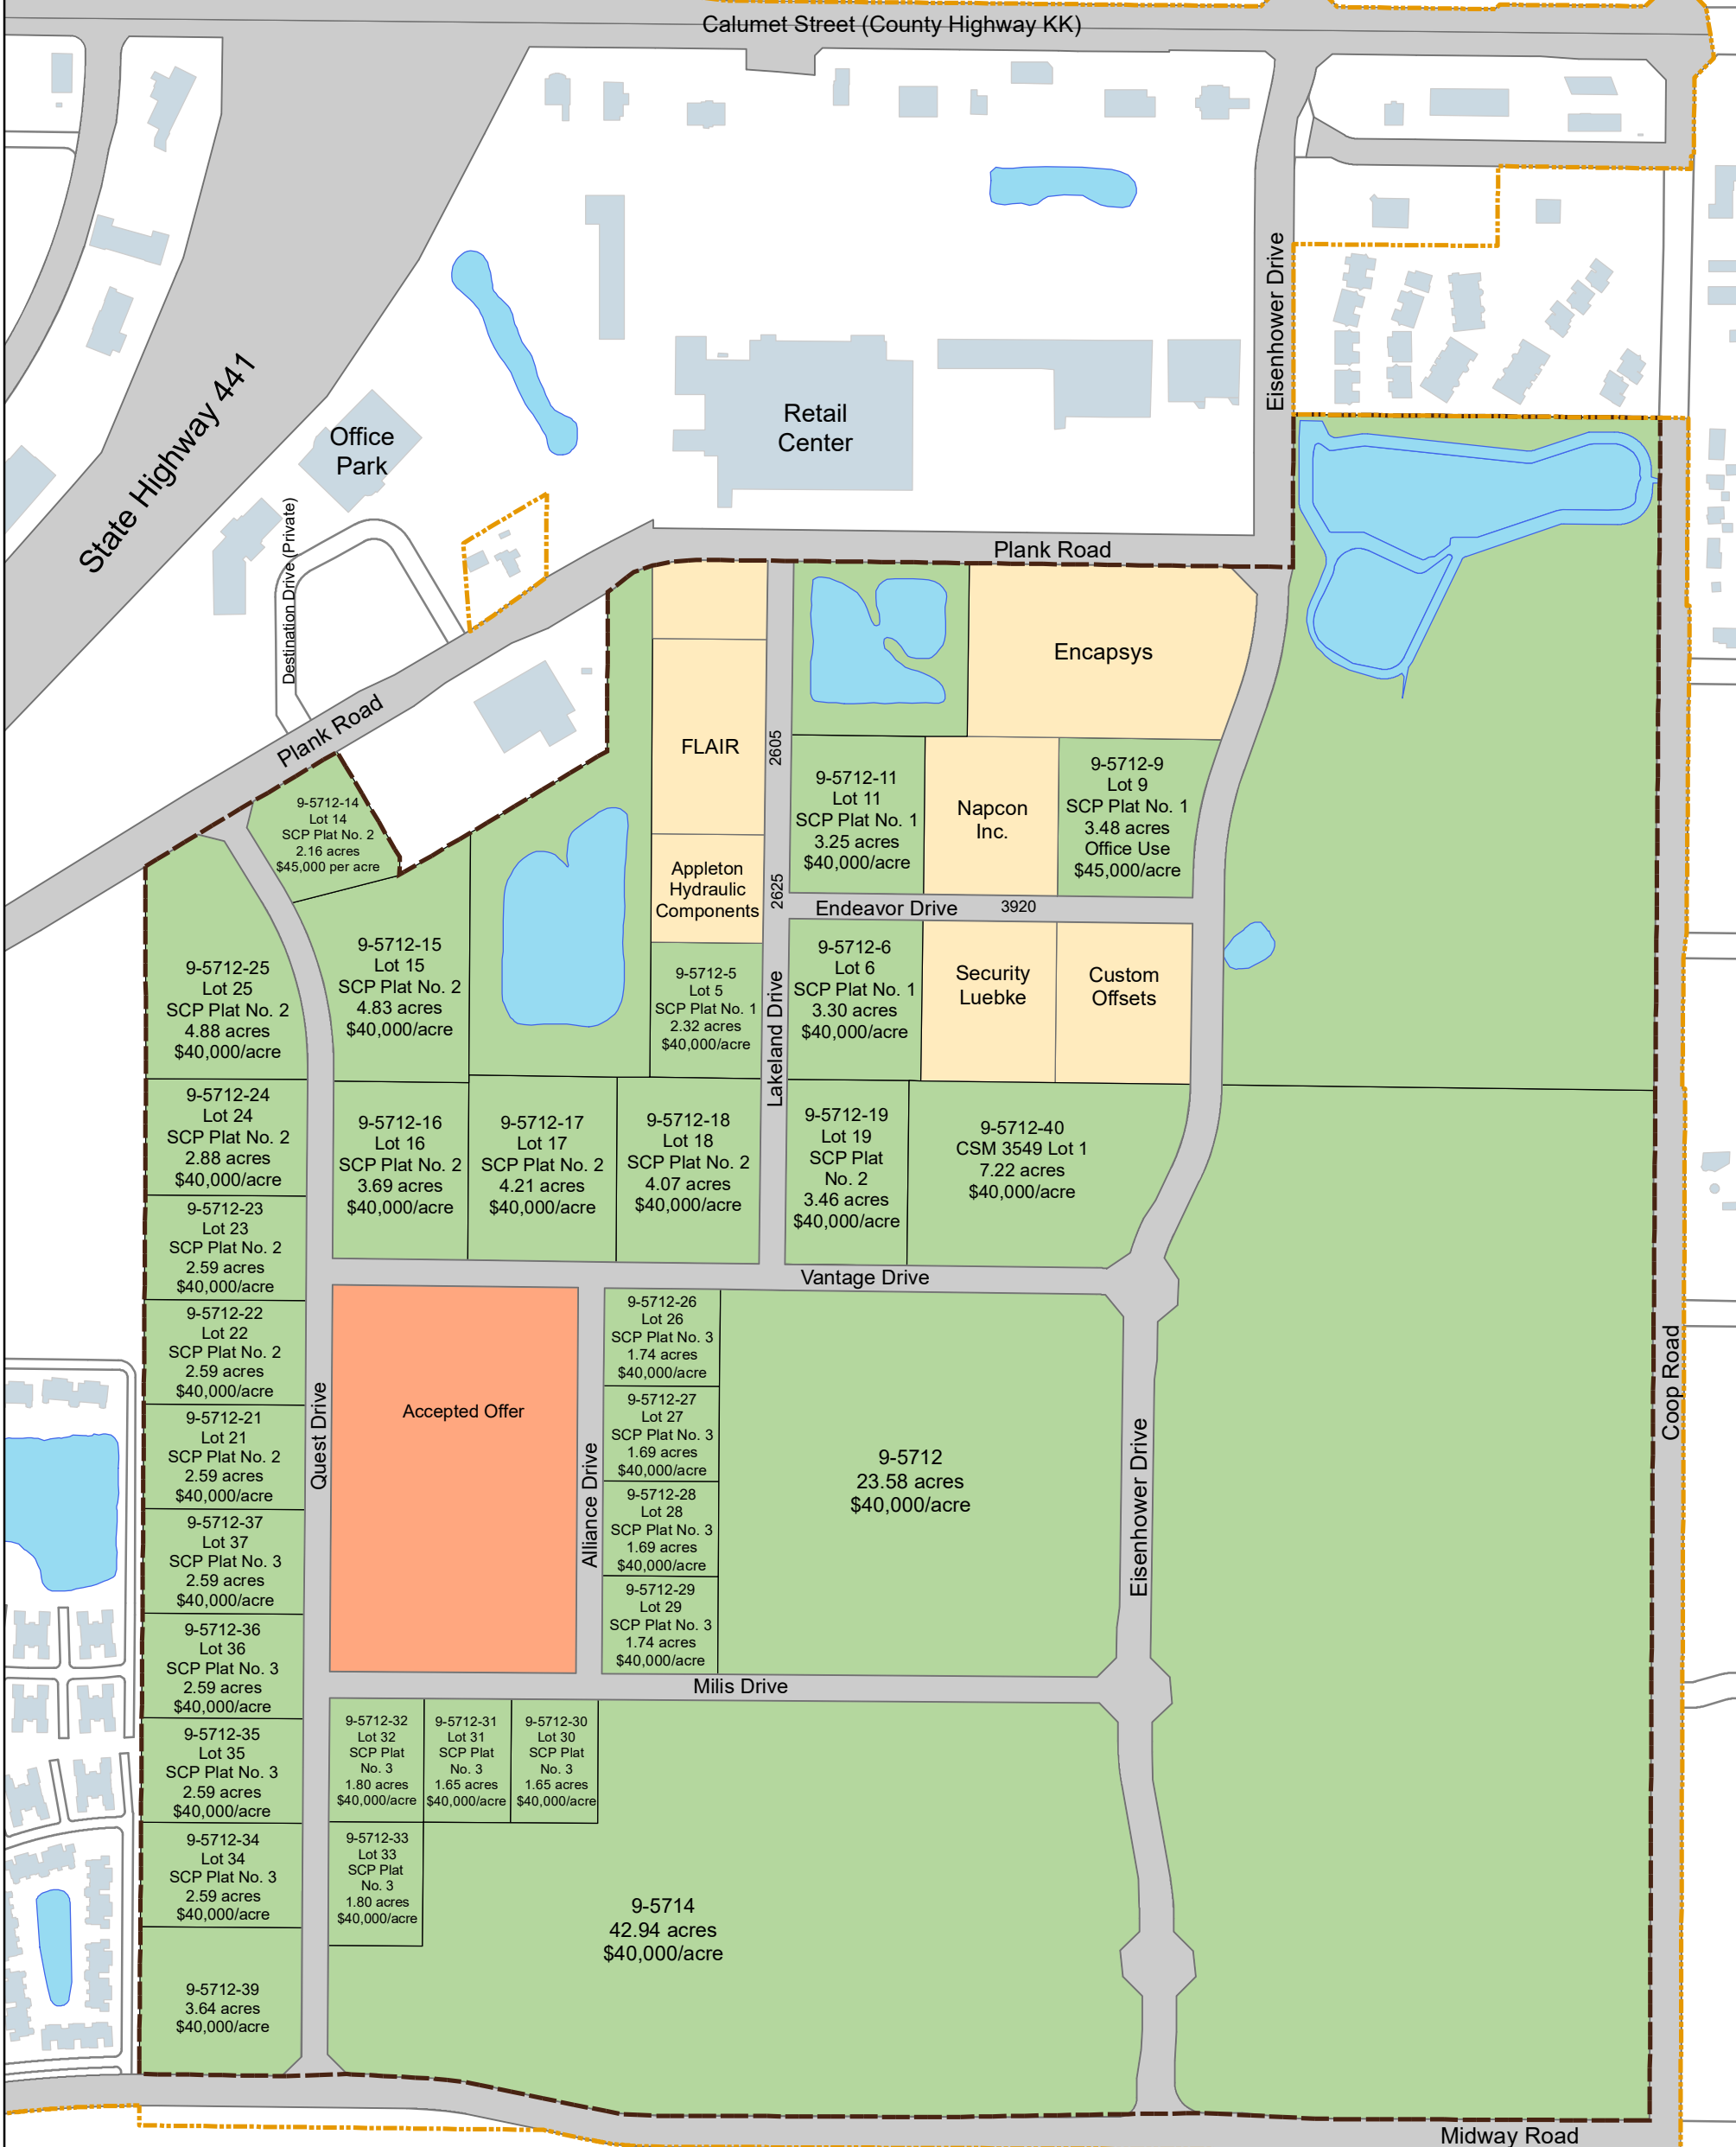 Calumet Street (County Highway KK)
State Highway 441
Office
Park
Retail
Center
Eisenhower Drive
Destination Drive (Private)
Plank Road
Plank Road
Encapsys
FLAIR
2605
9-5712-14
Lot 14
SCP Plat No. 2
2.16 acres
$45,000 per acre
9-5712-11
Lot 11
SCP Plat No. 1
3.25 acres
$40,000/acre
Napcon
Inc.
9-5712-9
Lot 9
SCP Plat No. 1
3.48 acres
Office Use
$45,000/acre
Appleton
Hydraulic
Components
2625
Endeavor Drive
3920
9-5712-25
Lot 25
SCP Plat No. 2
4.88 acres
$40,000/acre
9-5712-15
Lot 15
SCP Plat No. 2
4.83 acres
$40,000/acre
9-5712-5
Lot 5
SCP Plat No. 1
2.32 acres
$40,000/acre
Lakeland Drive
9-5712-6
Lot 6
SCP Plat No. 1
3.30 acres
$40,000/acre
Security
Luebke
Custom
Offsets
9-5712-24
Lot 24
SCP Plat No. 2
2.88 acres
$40,000/acre
9-5712-16
Lot 16
SCP Plat No. 2
3.69 acres
$40,000/acre
9-5712-17
Lot 17
SCP Plat No. 2
4.21 acres
$40,000/acre
9-5712-18
Lot 18
SCP Plat No. 2
4.07 acres
$40,000/acre
9-5712-19
Lot 19
SCP Plat
No. 2
3.46 acres
$40,000/acre
9-5712-40
CSM 3549 Lot 1
7.22 acres
$40,000/acre
9-5712-23
Lot 23
SCP Plat No. 2
2.59 acres
$40,000/acre
Vantage Drive
9-5712-22
Lot 22
SCP Plat No. 2
2.59 acres
$40,000/acre
9-5712-21
Lot 21
SCP Plat No. 2
2.59 acres
$40,000/acre
Quest Drive
Accepted Offer
Alliance Drive
9-5712-26
Lot 26
SCP Plat No. 3
1.74 acres
$40,000/acre
9-5712-27
Lot 27
SCP Plat No. 3
1.69 acres
$40,000/acre
9-5712-28
Lot 28
SCP Plat No. 3
1.69 acres
$40,000/acre
9-5712-29
Lot 29
SCP Plat No. 3
1.74 acres
$40,000/acre
9-5712
23.58 acres
$40,000/acre
Eisenhower Drive
Coop Road
9-5712-37
Lot 37
SCP Plat No. 3
2.59 acres
$40,000/acre
9-5712-36
Lot 36
SCP Plat No. 3
2.59 acres
$40,000/acre
Milis Drive
9-5712-35
Lot 35
SCP Plat No. 3
2.59 acres
$40,000/acre
9-5712-32
Lot 32
SCP Plat
No. 3
1.80 acres
$40,000/acre
9-5712-31
Lot 31
SCP Plat
No. 3
1.65 acres
$40,000/acre
9-5712-30
Lot 30
SCP Plat
No. 3
1.65 acres
$40,000/acre
9-5712-34
Lot 34
SCP Plat No. 3
2.59 acres
$40,000/acre
9-5712-33
Lot 33
SCP Plat
No. 3
1.80 acres
$40,000/acre
9-5714
42.94 acres
$40,000/acre
9-5712-39
3.64 acres
$40,000/acre
Midway Road